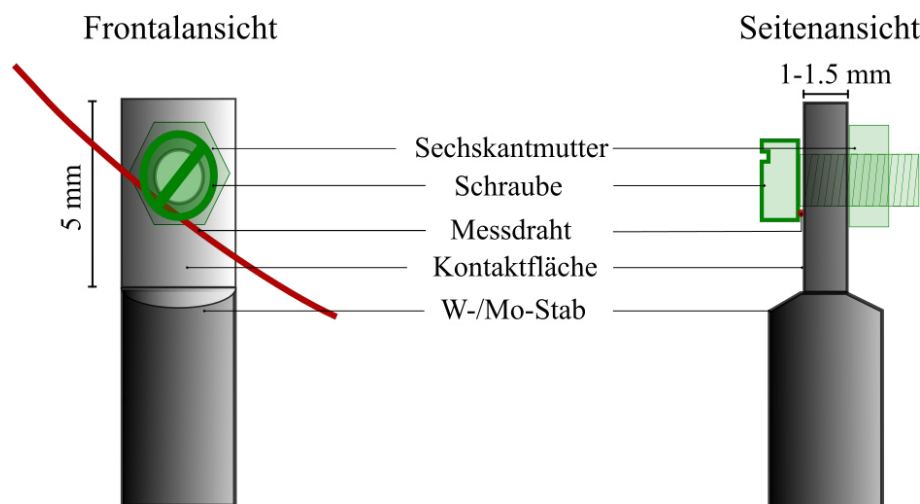 Frontalansicht
Seitenansicht
1-1.5 mm
5 mm
Sechskantmutter
Schraube
Messdraht
Kontaktfläche
W-/Mo-Stab